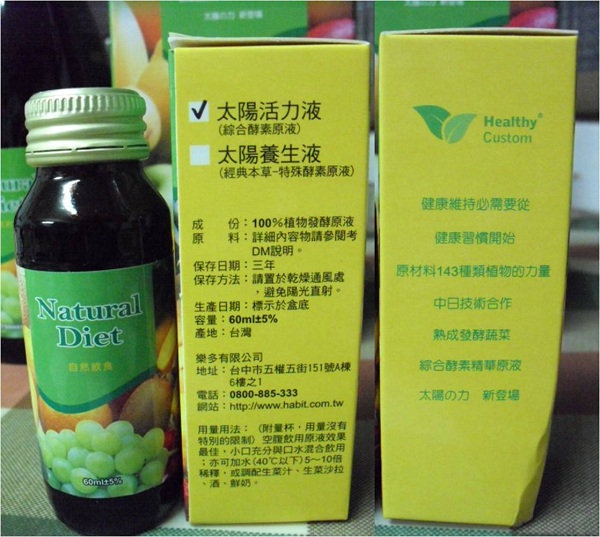 太陽の力 新登場
Natural
Diet
自然飲食
60ml±5%
太陽活力液
(綜合酵素原液)
太陽養生液
(經典本草-特殊酵素原液)
成　份：100%植物發酵原液
原　料：詳細內容物請參閱考
DM說明。
保存日期：三年
保存方法：請置於乾燥通風處
，避免陽光直射。
生產日期：標示於盒底
容量：60ml±5%
產地：台灣
樂多有限公司
地址：台中市五權五街151號A棟
6樓之1
電話：0800-885-333
網站：http://www.habit.com.tw
用量用法：（附量杯，用量沒有
特別的限制）空腹飲用原液效果
最佳，小口充分與口水混合飲用
；亦可加水(40℃以下)5～10倍
稀釋，或調配生菜汁、生菜沙拉
、酒、鮮奶。
Healthy®
Custom
健康維持必需要從
健康習慣開始
原材料143種類植物的力量
中日技術合作
熟成發酵蔬菜
綜合酵素精華原液
太陽の力 新登場